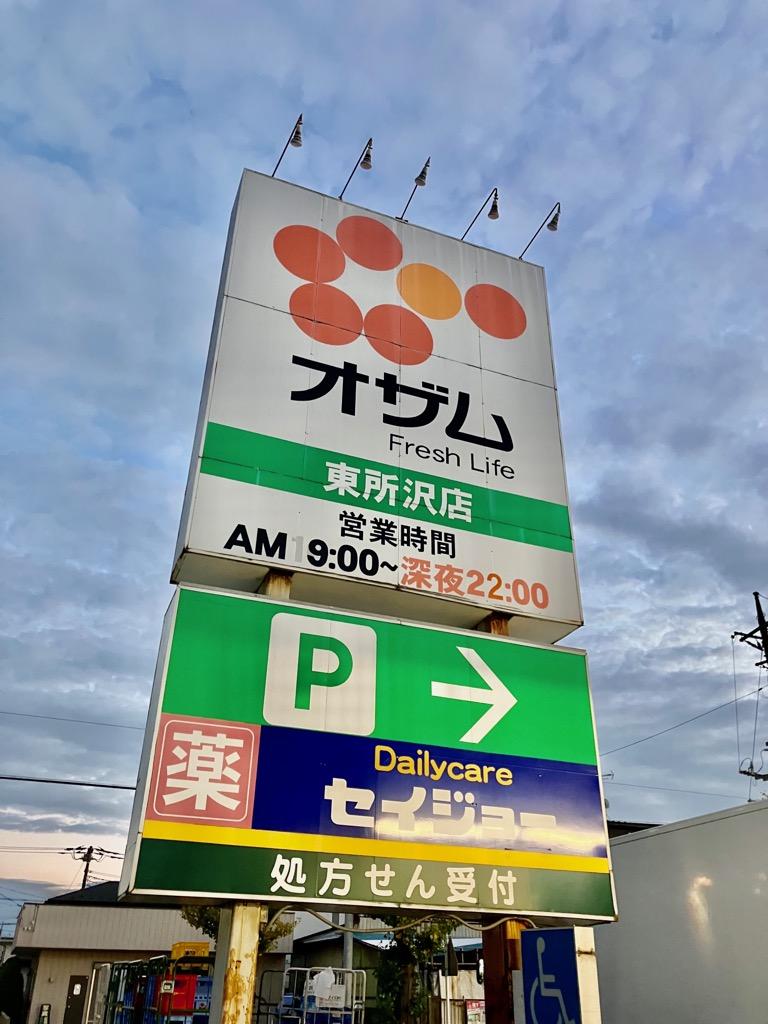 オザム
Fresh Life
東所沢店
営業時間
AM 9:00~深夜22:00
P →
薬
Dailycare
セイジョー
処方せん受付